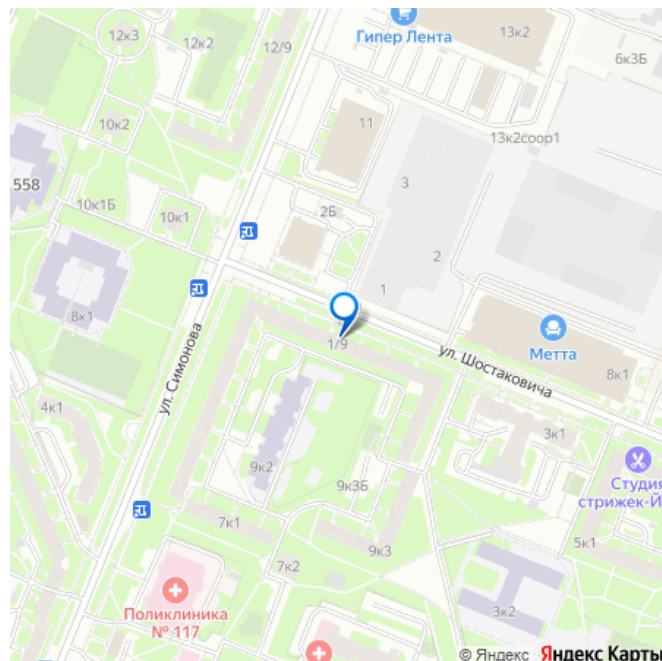 12к3
12к2
12/9
Гипер Лента
13к2
6к3Б
10к2
11
13к2соор1
558
3
10к1Б
10к1
2Б
2
1
8к1
ул. Симонова
1/9
ул. Шостаковича
Метта
8к1
4к1
3к1
9к2
9к3Б
Студия
стрижек-Й
7к1
9к3
5к1
7к2
Поликлиника
№ 117
3к2
© Яндекс Яндекс Карты